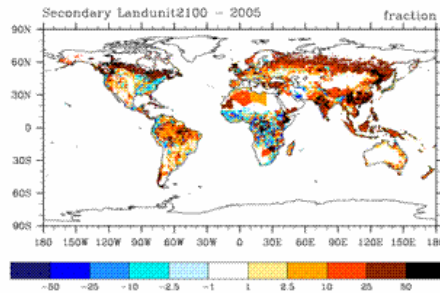 Secondary Landunit2100 - 2005 fraction
90N
60N
30N
0
30S
60S
90S
180 150W 120W 90W 60W 30W 0 30E 60E 90E 120E 150E 180
-50 -25 -10 -2.5 -1 1 2.5 10 25 50